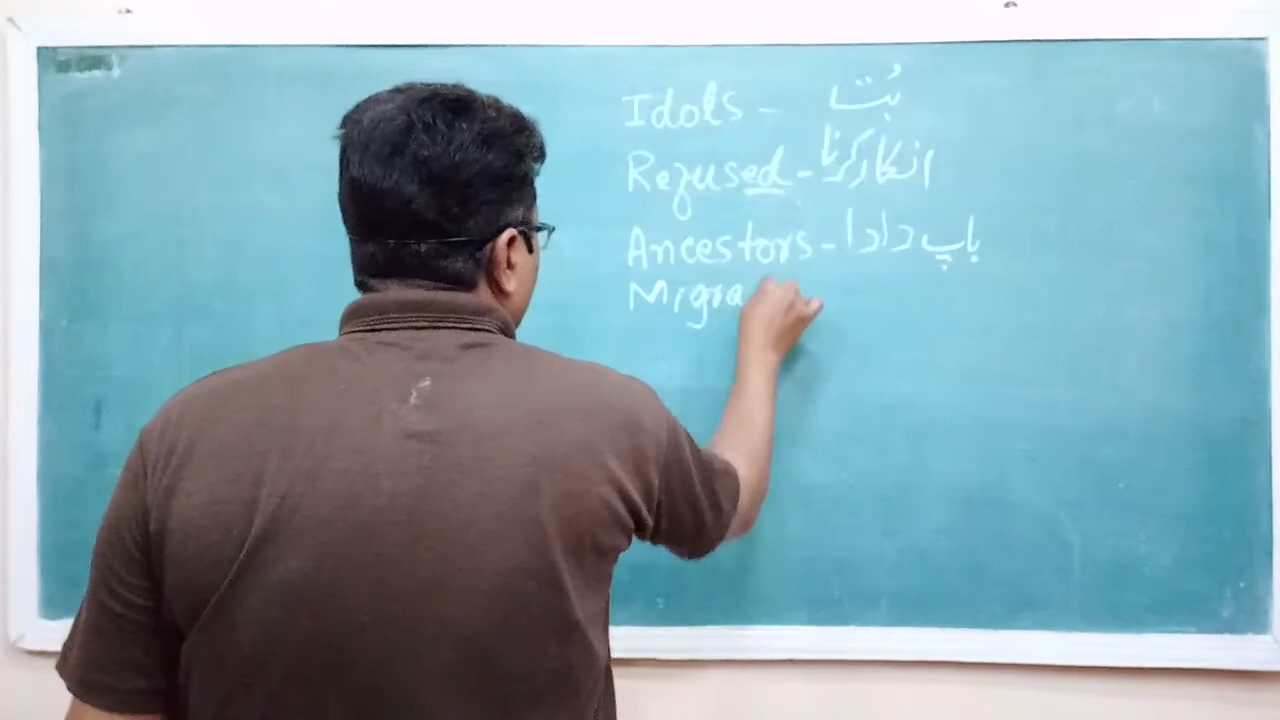 Idols - بُت
Refused - انکار کرنا
Ancestors - باپ دادا
Migra